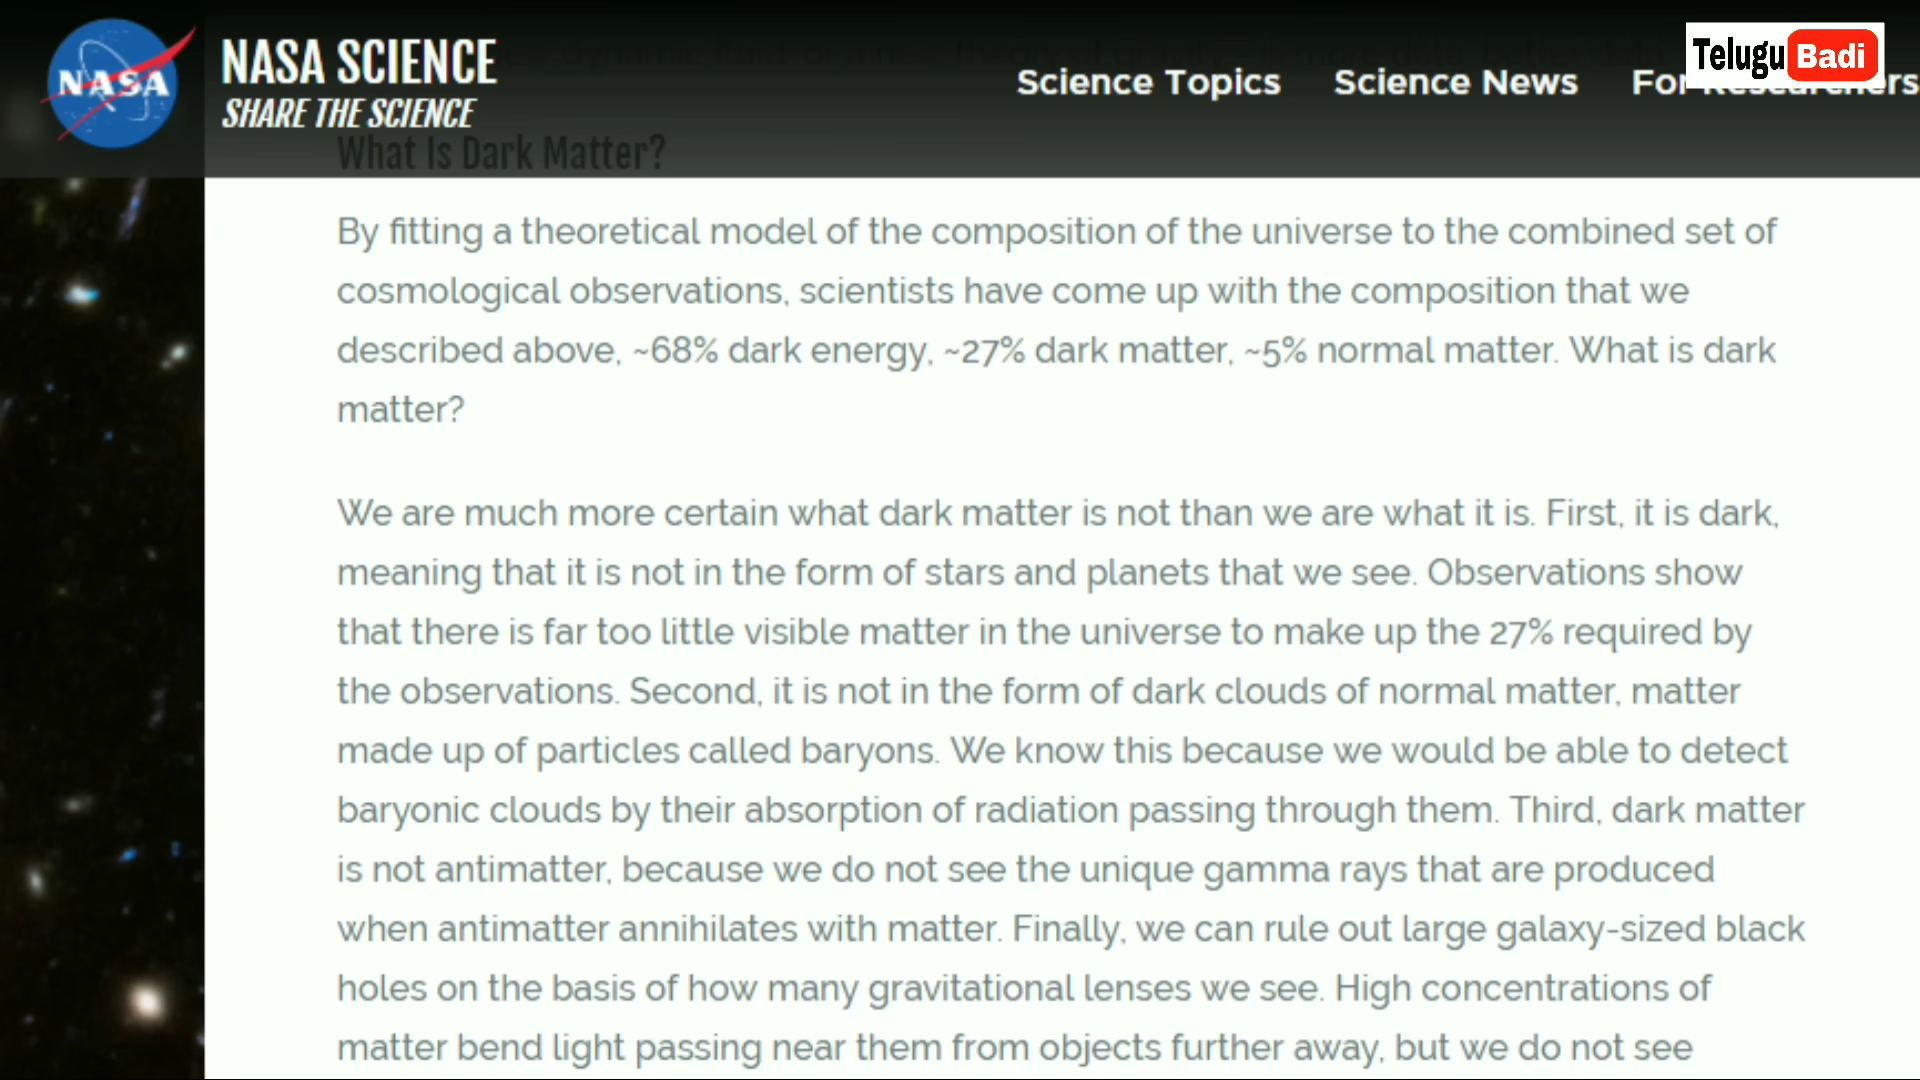 NASA
NASA SCIENCE
SHARE THE SCIENCE
Science Topics
Science News
For Researchers
Telugu Badi
What Is Dark Matter?
By fitting a theoretical model of the composition of the universe to the combined set of
cosmological observations, scientists have come up with the composition that we
described above, ~68% dark energy, ~27% dark matter, ~5% normal matter. What is dark
matter?
We are much more certain what dark matter is not than we are what it is. First, it is dark,
meaning that it is not in the form of stars and planets that we see. Observations show
that there is far too little visible matter in the universe to make up the 27% required by
the observations. Second, it is not in the form of dark clouds of normal matter, matter
made up of particles called baryons. We know this because we would be able to detect
baryonic clouds by their absorption of radiation passing through them. Third, dark matter
is not antimatter, because we do not see the unique gamma rays that are produced
when antimatter annihilates with matter. Finally, we can rule out large galaxy-sized black
holes on the basis of how many gravitational lenses we see. High concentrations of
matter bend light passing near them from objects further away, but we do not see